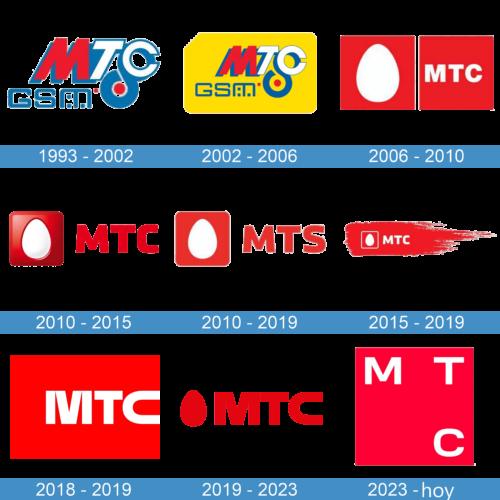 МТС
GSM
МТС
GSM
МТС
1993 - 2002
2002 - 2006
2006 - 2010
МТС
MTS
МТС
2010 - 2015
2010 - 2019
2015 - 2019
МТС
МТС
М Т
С
2018 - 2019
2019 - 2023
2023 - hoy